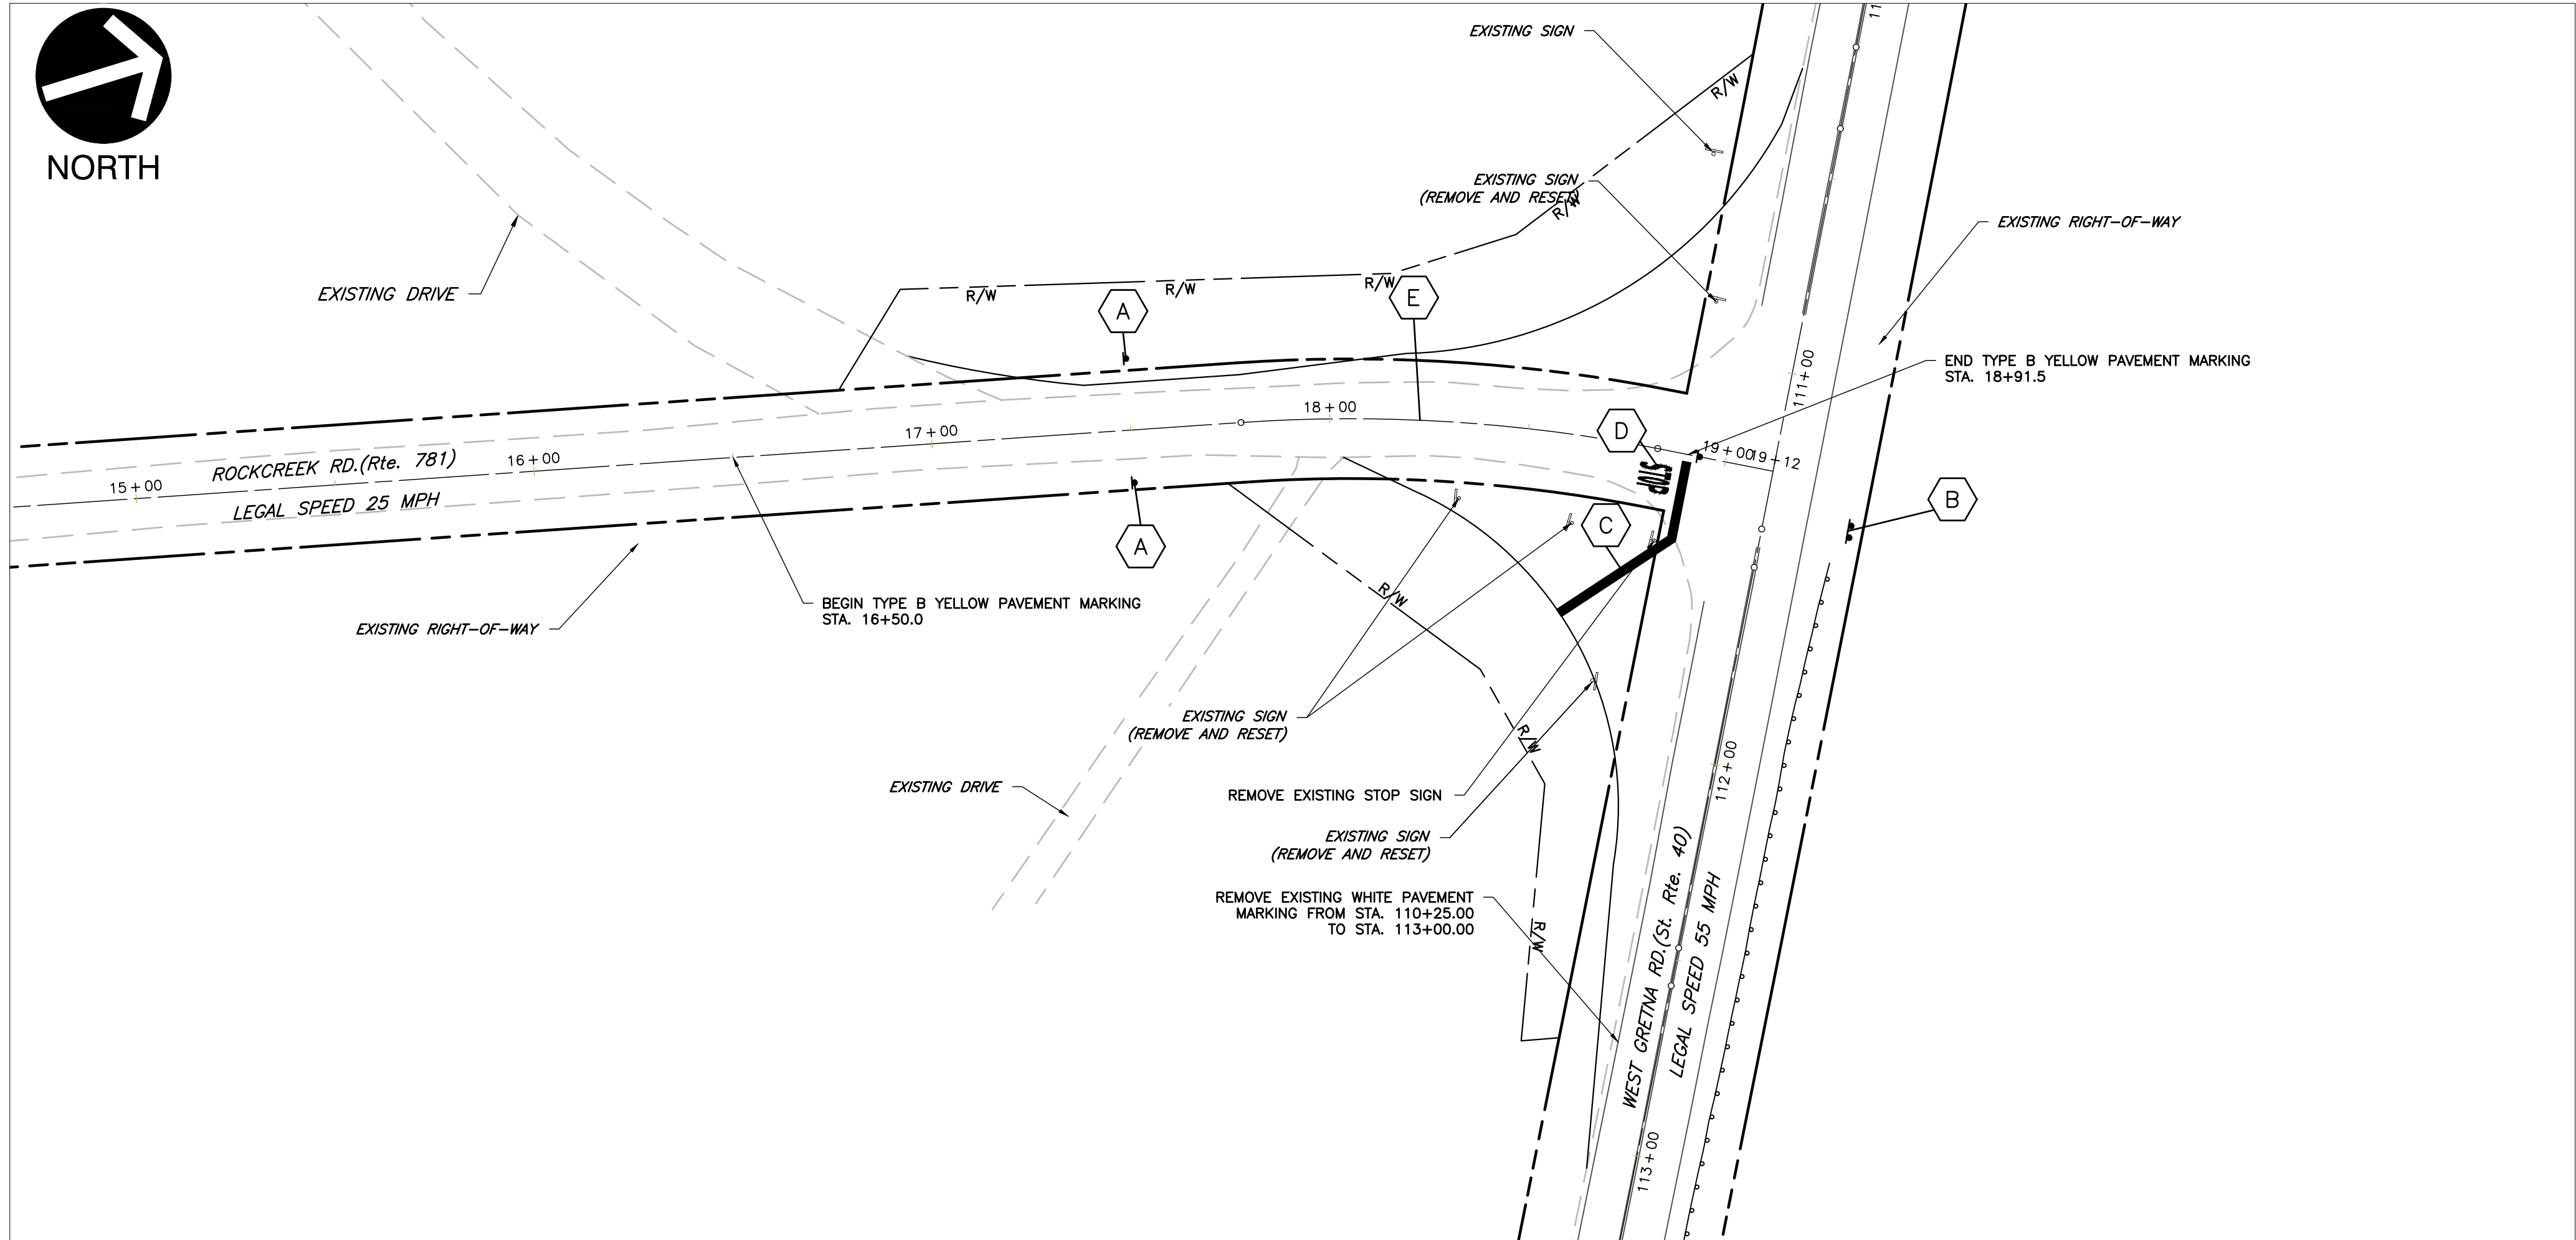 NORTH
EXISTING SIGN
EXISTING SIGN
(REMOVE AND RESET)
R/W
R/W
EXISTING RIGHT-OF-WAY
EXISTING DRIVE
R/W
R/W
R/W
A
E
END TYPE B YELLOW PAVEMENT MARKING
STA. 18+91.5
11
111+00
15+00
16+00
17+00
18+00
19+00
19+12
ROCKCREEK RD.(Rte. 781)
LEGAL SPEED 25 MPH
D
STOP
C
B
A
BEGIN TYPE B YELLOW PAVEMENT MARKING
STA. 16+50.0
EXISTING RIGHT-OF-WAY
R/W
EXISTING SIGN
(REMOVE AND RESET)
R/W
EXISTING DRIVE
REMOVE EXISTING STOP SIGN
EXISTING SIGN
(REMOVE AND RESET)
REMOVE EXISTING WHITE PAVEMENT
MARKING FROM STA. 110+25.00
TO STA. 113+00.00
R/W
112+00
WEST GRETNA RD.(St. Rte. 40)
LEGAL SPEED 55 MPH
113+00